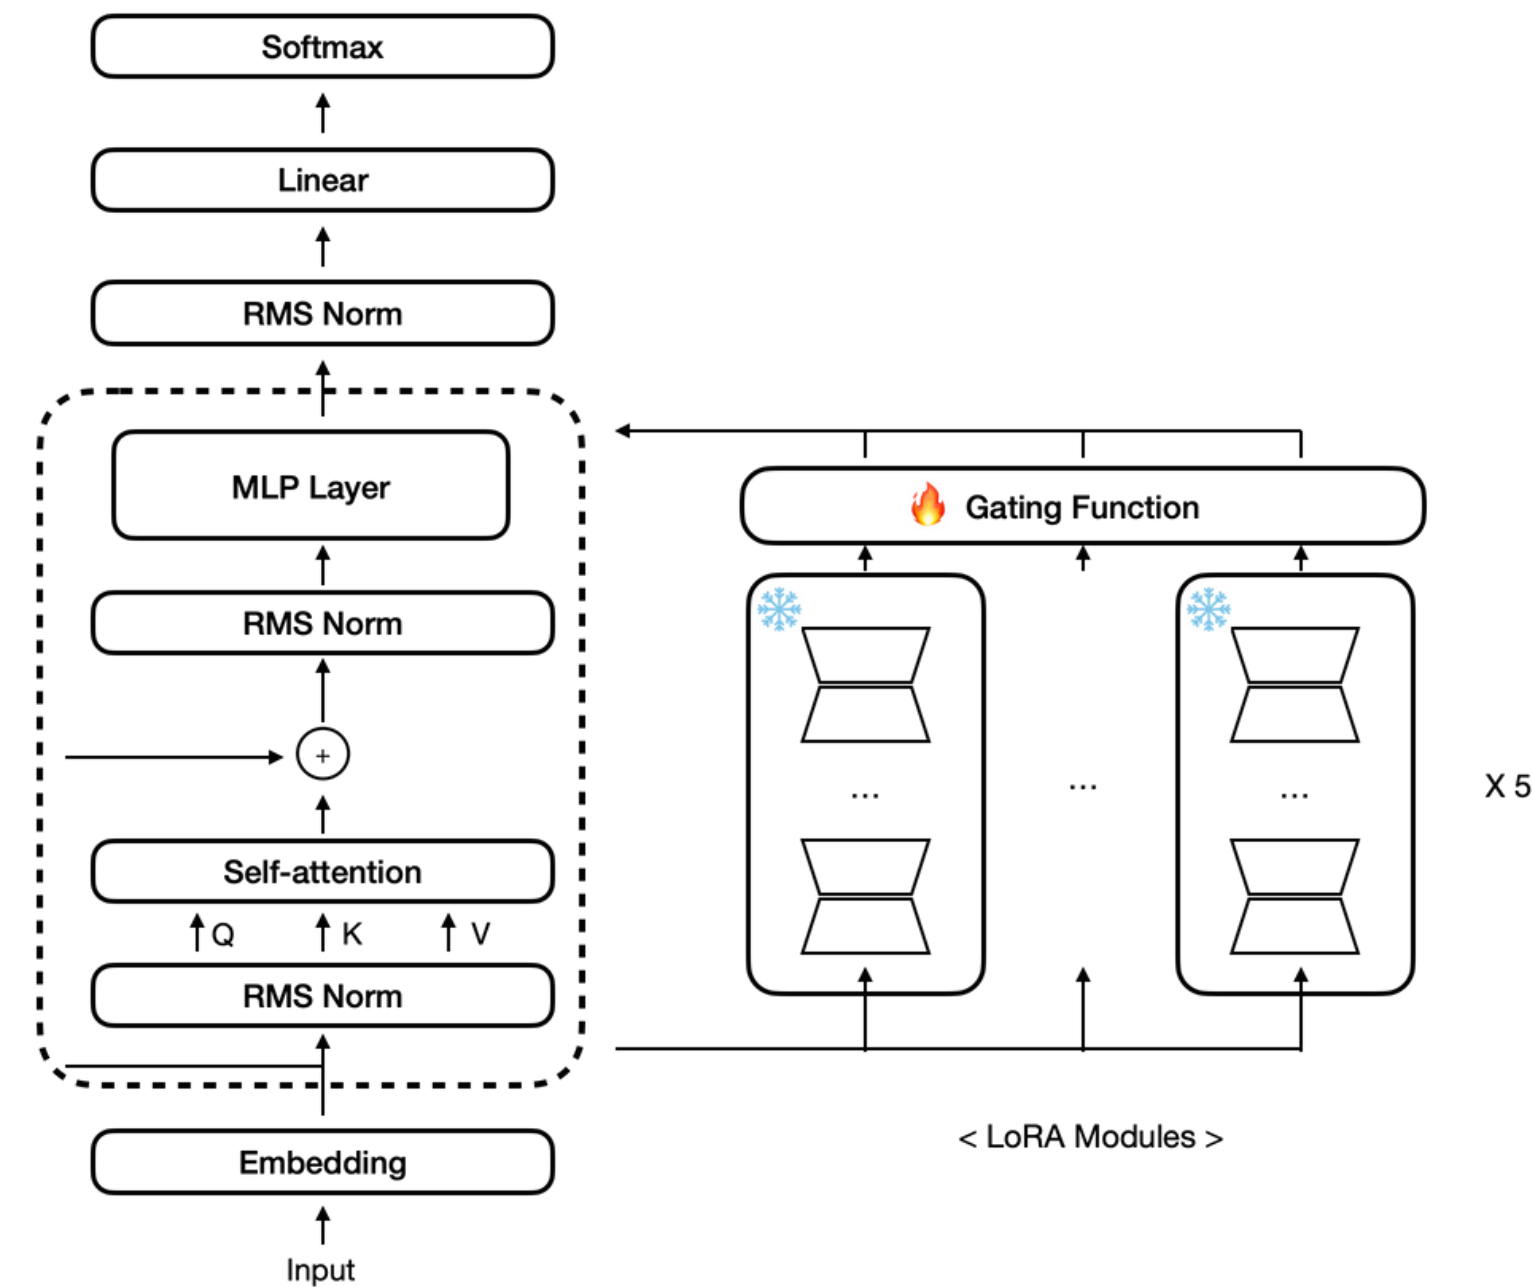 Softmax
Linear
RMS Norm
MLP Layer
RMS Norm
+
Self-attention
Q K V
RMS Norm
Embedding
Input
Gating Function
... ... ...
X 5
< LoRA Modules >